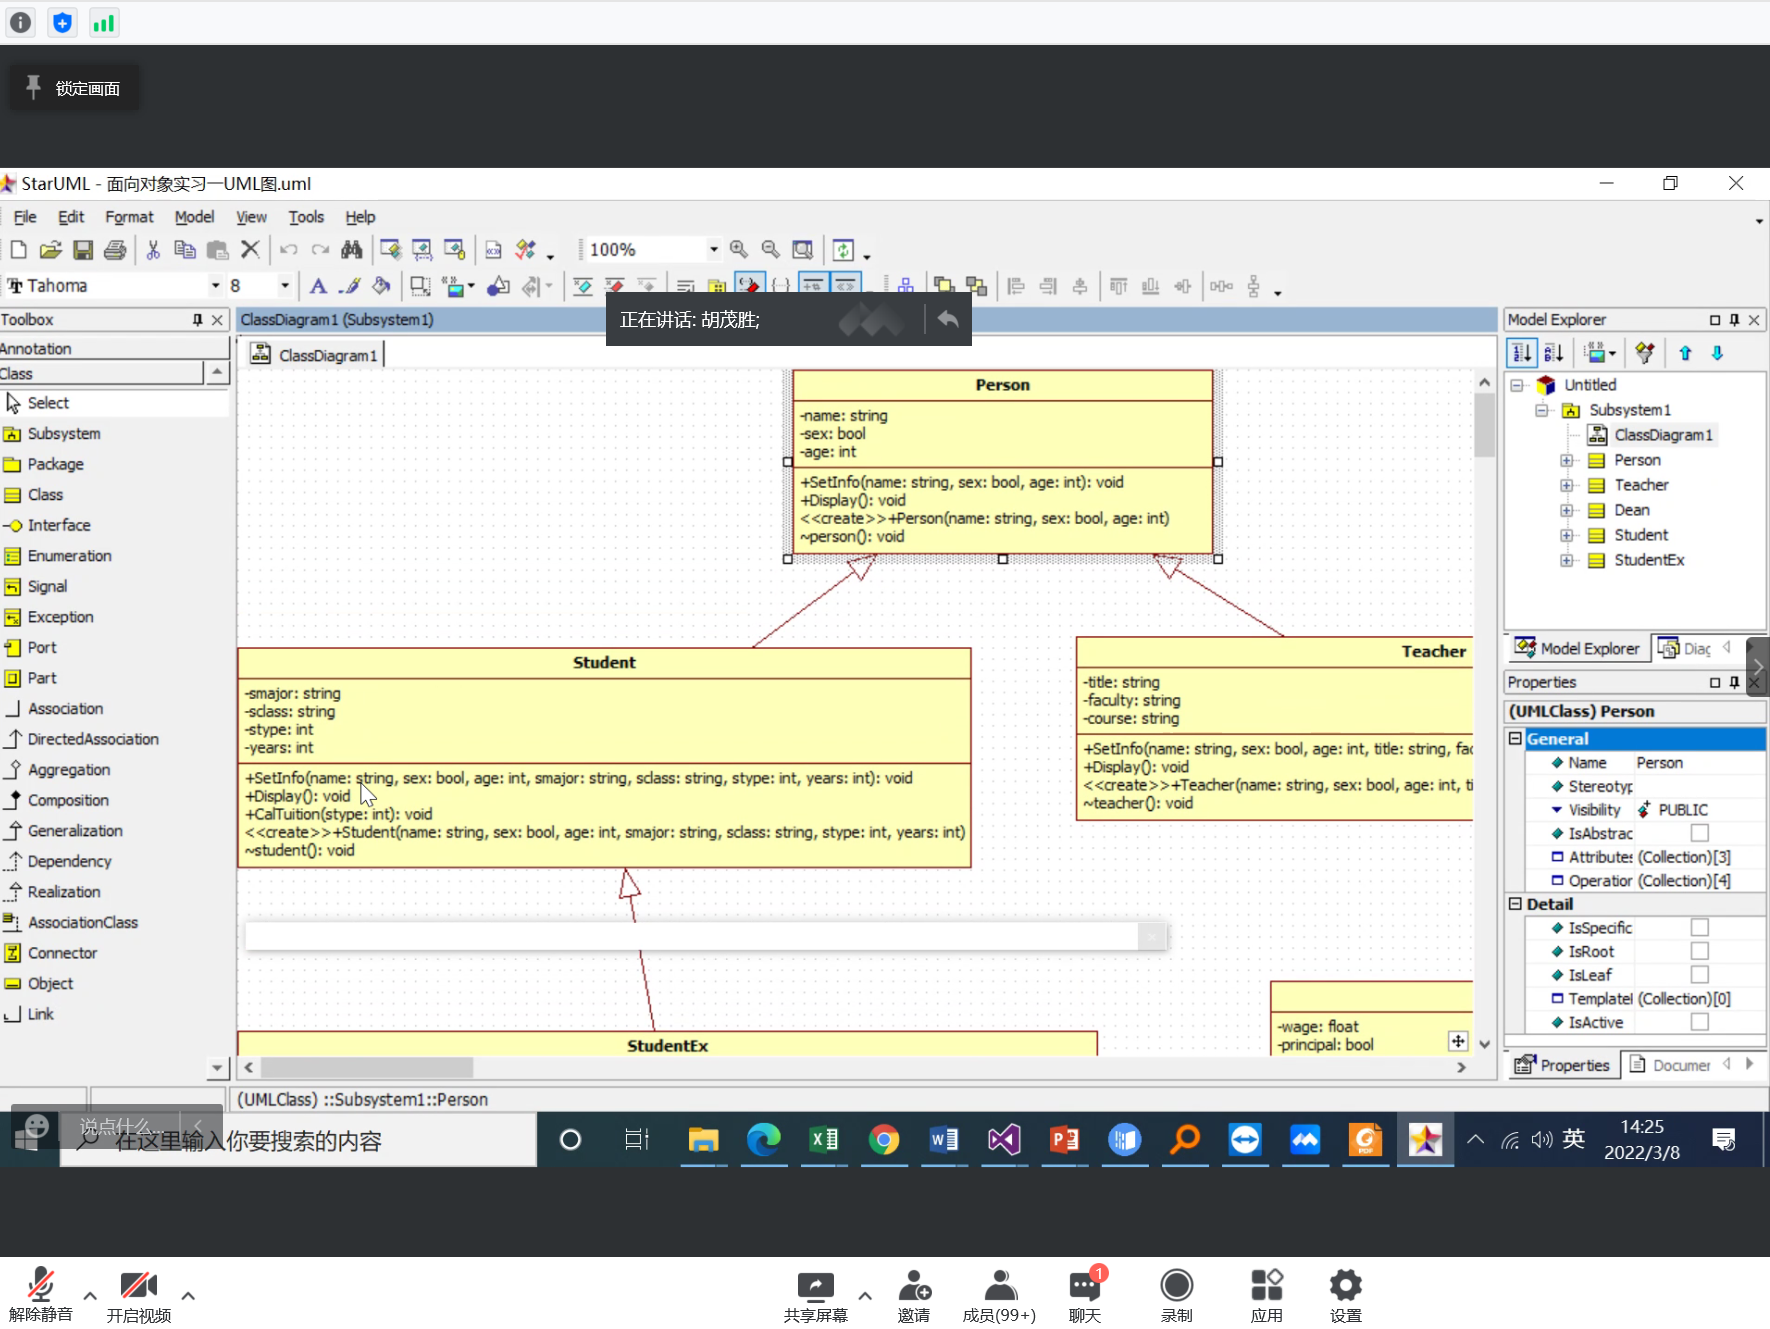 锁定画面
StarUML - 面向对象实习一UML图.uml
File Edit Format Model View Tools Help
100%
Tahoma 8
正在讲话: 胡茂胜;
Toolbox
Annotation
Class
Select
Subsystem
Package
Class
Interface
Enumeration
Signal
Exception
Port
Part
Association
DirectedAssociation
Aggregation
Composition
Generalization
Dependency
Realization
AssociationClass
Connector
Object
Link
ClassDiagram1 (Subsystem1)
ClassDiagram1
Person
-name: string
-sex: bool
-age: int
+SetInfo(name: string, sex: bool, age: int): void
+Display(): void
<<create>>+Person(name: string, sex: bool, age: int)
~person(): void
Student
-smajor: string
-sclass: string
-stype: int
-years: int
+SetInfo(name: string, sex: bool, age: int, smajor: string, sclass: string, stype: int, years: int): void
+Display(): void
+CalTuition(stype: int): void
<<create>>+Student(name: string, sex: bool, age: int, smajor: string, sclass: string, stype: int, years: int)
~student(): void
Teacher
-title: string
-faculty: string
-course: string
+SetInfo(name: string, sex: bool, age: int, title: string, fac
+Display(): void
<<create>>+Teacher(name: string, sex: bool, age: int, ti
~teacher(): void
StudentEx
-wage: float
-principal: bool
Model Explorer
Untitled
Subsystem1
ClassDiagram1
Person
Teacher
Dean
Student
StudentEx
Model Explorer Diag
Properties
(UMLClass) Person
General
Name Person
Stereotyp
Visibility PUBLIC
IsAbstrac
Attributes (Collection)[3]
Operation (Collection)[4]
Detail
IsSpecific
IsRoot
IsLeaf
Templatel (Collection)[0]
IsActive
Properties Documer
(UMLClass) ::Subsystem1::Person
说点什么...
在这里输入你要搜索的内容
英
14:25
2022/3/8
解除静音
开启视频
共享屏幕
邀请
成员(99+)
1
聊天
录制
应用
设置